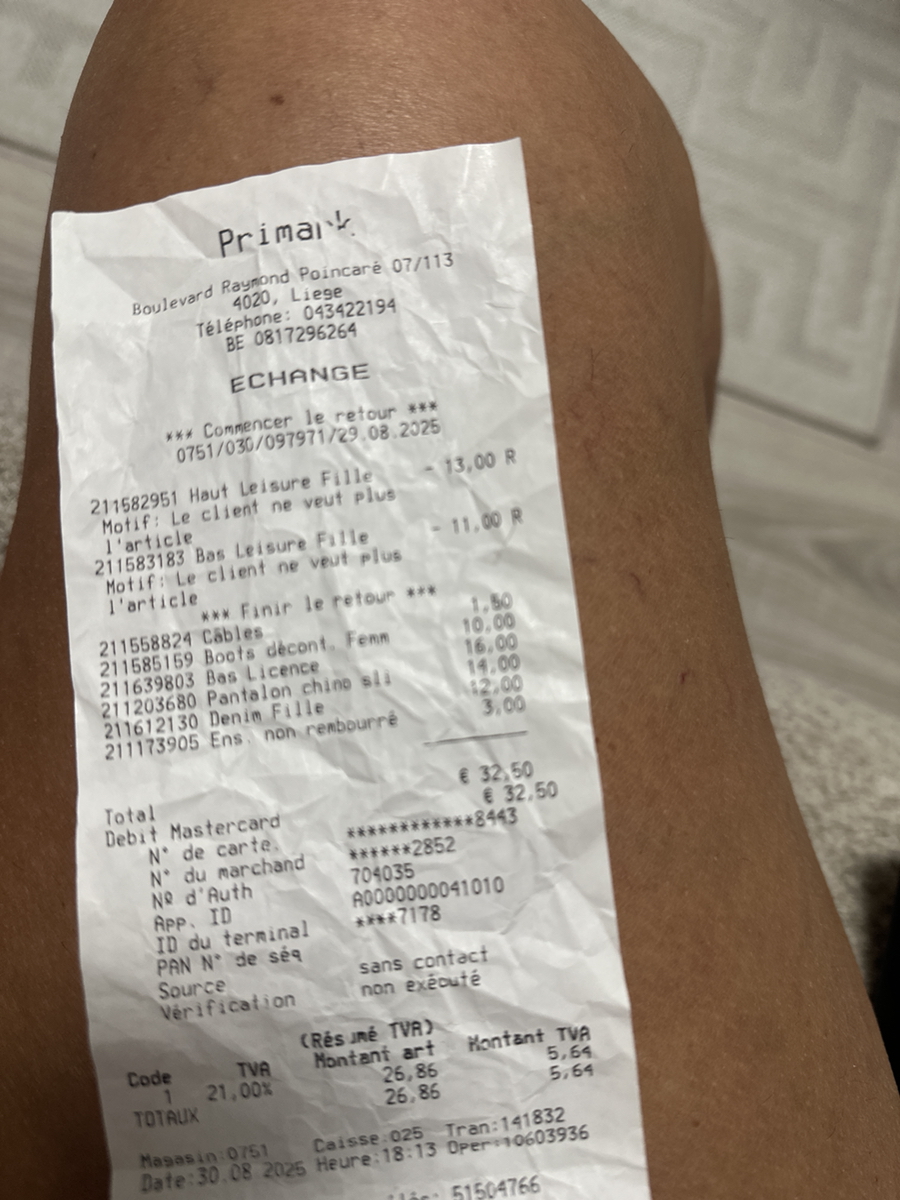 Primark
Boulevard Raymond Poincaré 07/113
4020, Liege
Téléphone: 043422194
BE 0817296264
ECHANGE
*** Commencer le retour ***
0751/030/097971/29.08.2025
211582951 Haut Leisure Fille - 13,00 R
Motif: Le client ne veut plus
l'article
211583183 Bas Leisure Fille - 11,00 R
Motif: Le client ne veut plus
l'article
*** Finir le retour ***
211558824 Câbles 1,50
211585159 Boots décont. Femm 10,00
211639803 Bas Licence 16,00
211203680 Pantalon chino sli 14,00
211612130 Denim Fille 12,00
211173905 Ens. non rembourré 3,00
Total € 32,50
Debit Mastercard € 32,50
N° de carte. ************8443
N° du marchand ******2852
Nº d'Auth 704035
App. ID A0000000041010
ID du terminal ****7178
PAN N° de séq
Source sans contact
Vérification non exécuté
(Résumé TVA)
Code TVA Montant art Montant TVA
1 21,00% 26,86 5,64
TOTAUX 26,86 5,64
Magasin:0751 Caisse:025 Tran:141832
Date:30.08 2025 Heure:18:13 Oper:10603936
51504766